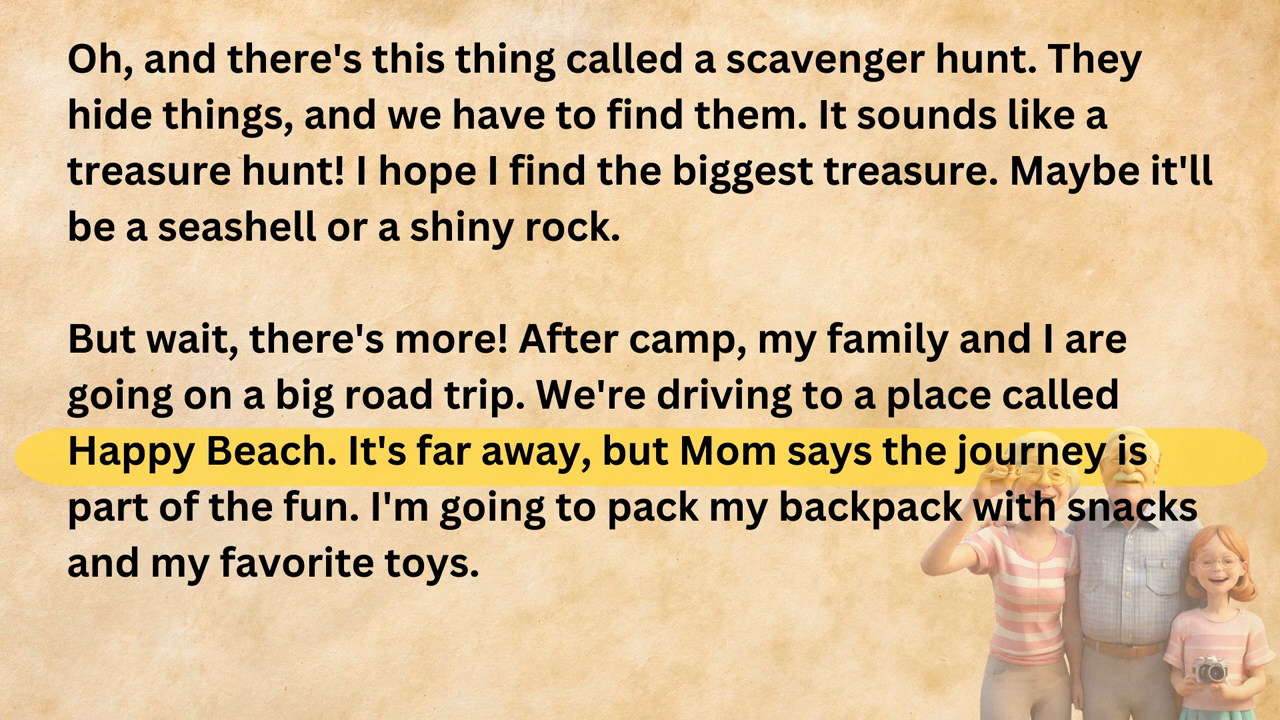 Oh, and there's this thing called a scavenger hunt. They
hide things, and we have to find them. It sounds like a
treasure hunt! I hope I find the biggest treasure. Maybe it'll
be a seashell or a shiny rock.
But wait, there's more! After camp, my family and I are
going on a big road trip. We're driving to a place called
Happy Beach. It's far away, but Mom says the journey is
part of the fun. I'm going to pack my backpack with snacks
and my favorite toys.